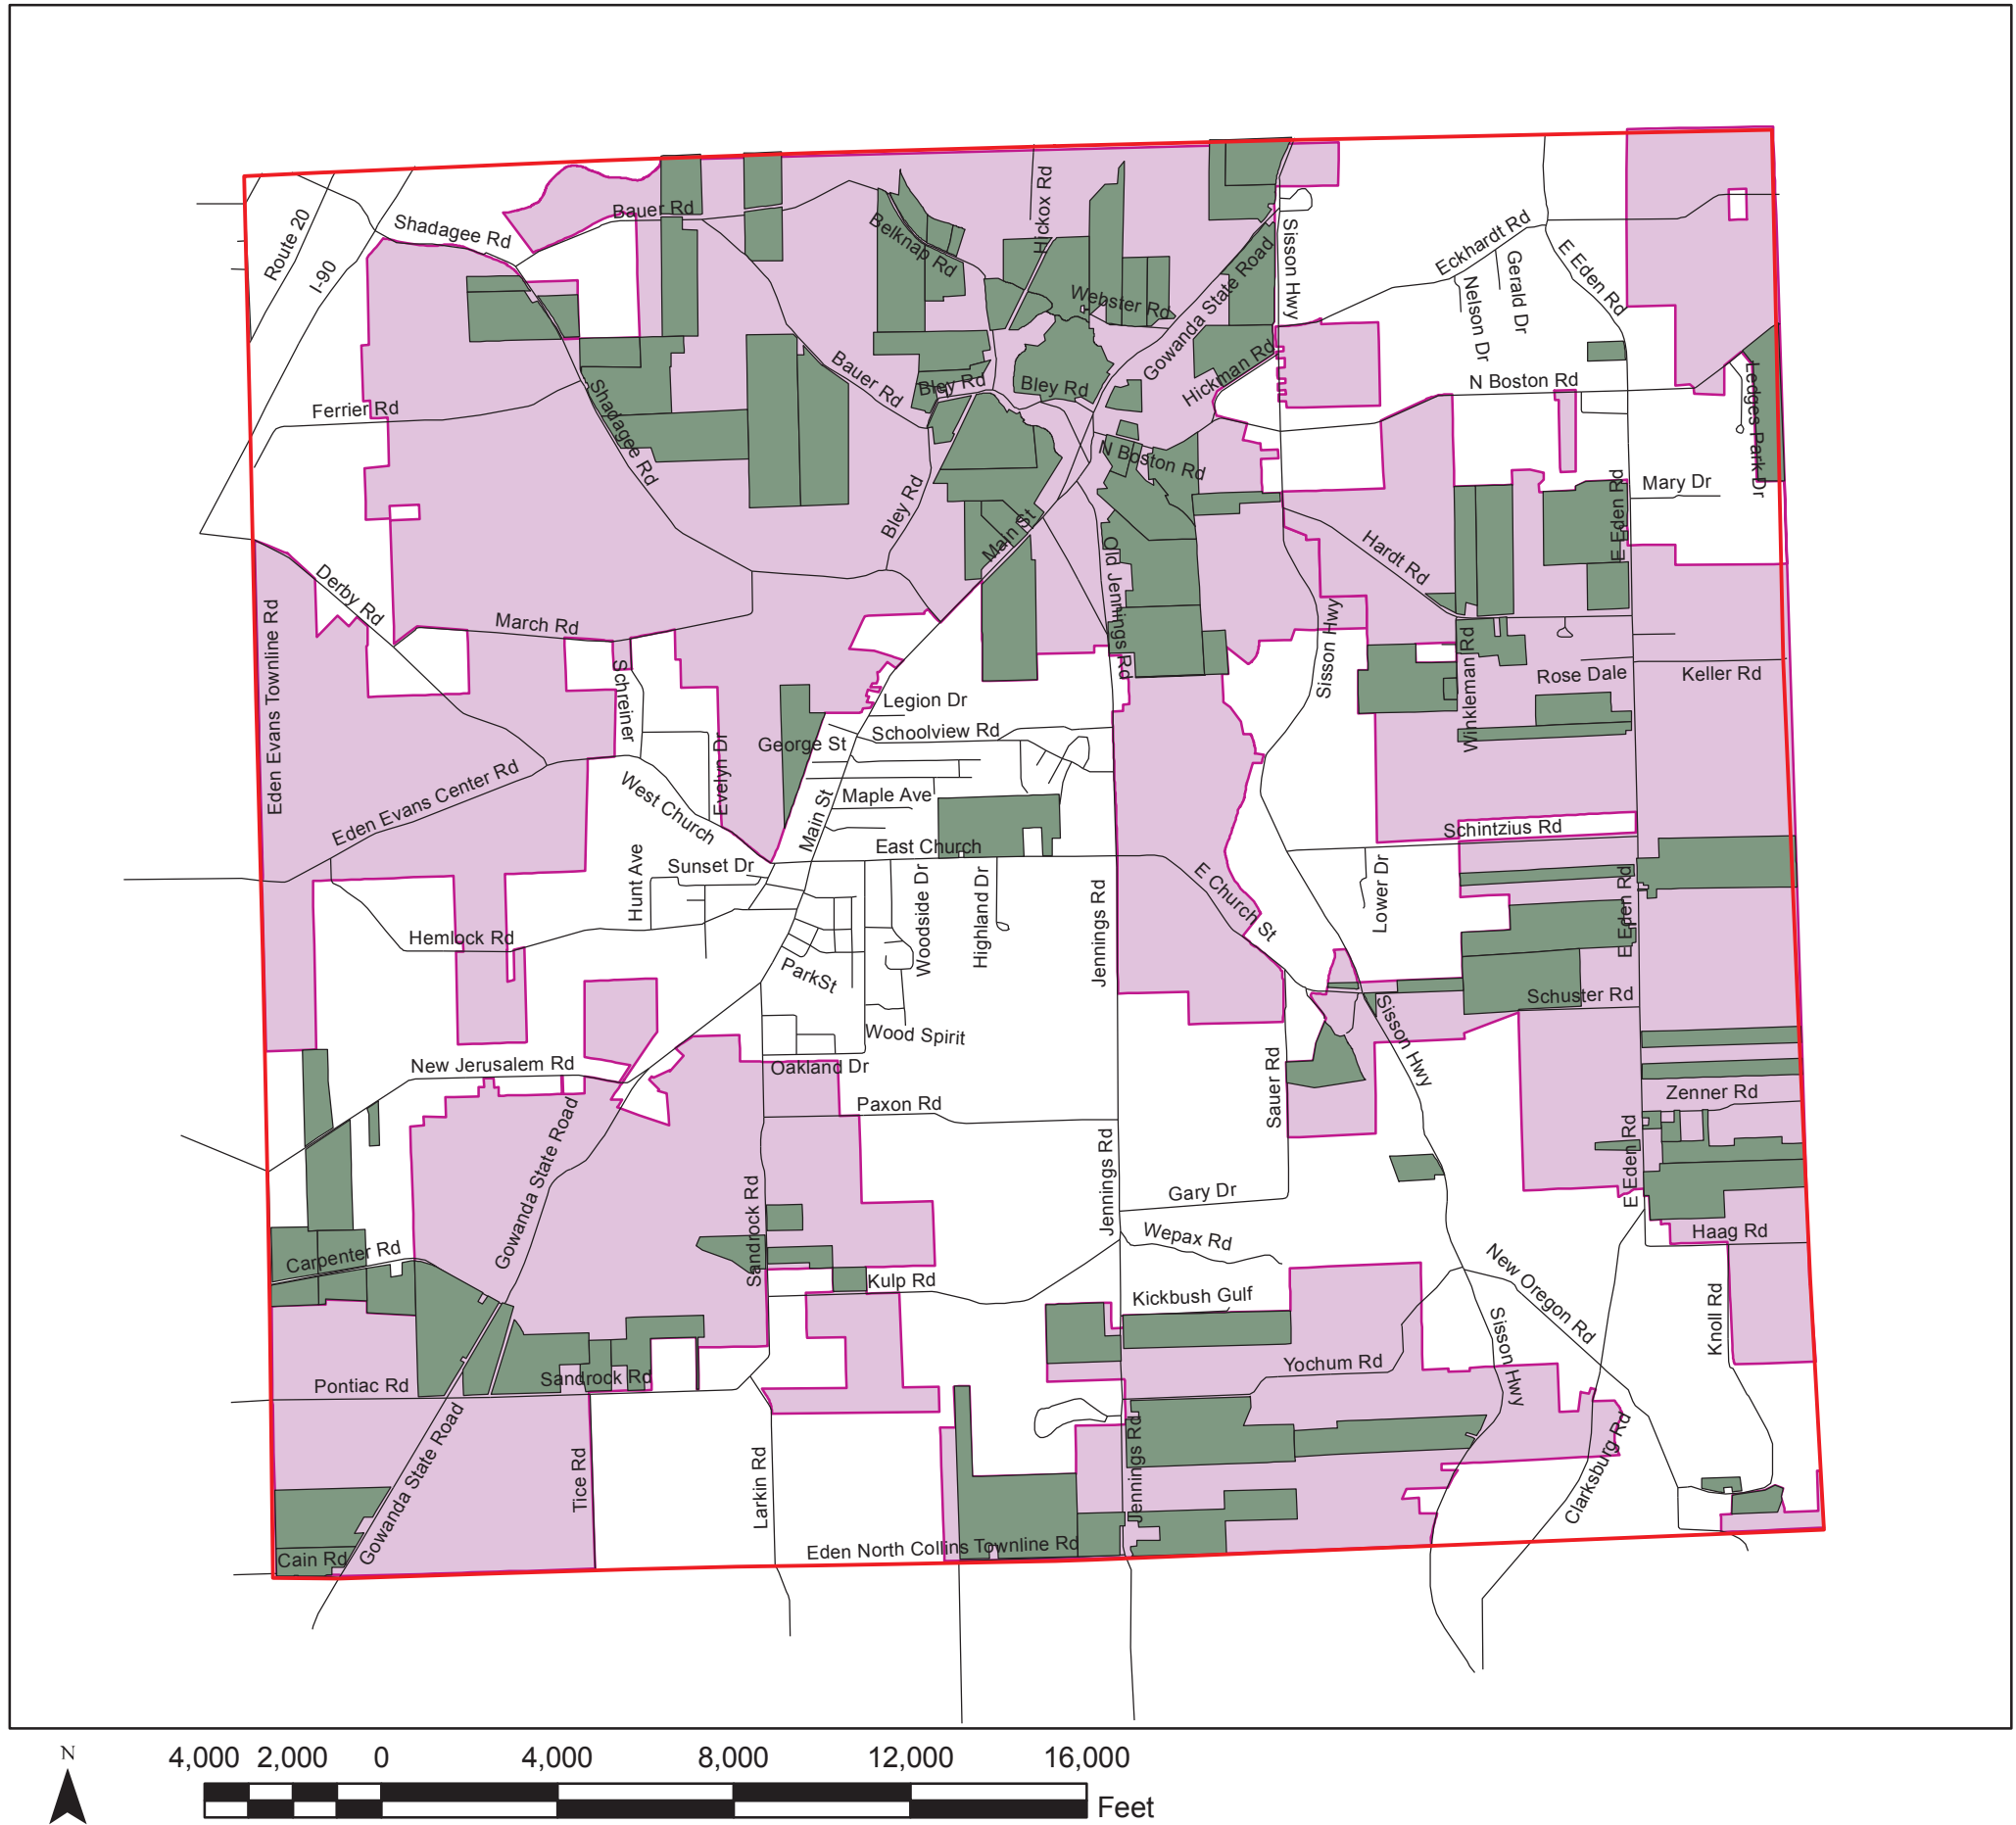 Hickox Rd
Bauer Rd
Shadagee Rd
Route 20
I-90
Belknap Rd
Webster Rd
Gowanda State Road
Sisson Hwy
Eckhardt Rd
Gerald Dr
Nelson Dr
E Eden Rd
Hickman Rd
Bauer Rd
Bley Rd
Bley Rd
N Boston Rd
Ledges Park Dr
Ferrier Rd
Shadagee Rd
N Boston Rd
Mary Dr
E Eden Rd
Bley Rd
Main St
Old Jennings Rd
Hardt Rd
Derby Rd
March Rd
Eden Evans Townline Rd
Schreiner
Sisson Hwy
Winkleman Rd
Rose Dale
Keller Rd
Legion Dr
Schoolview Rd
George St
Evelyn Dr
Maple Ave
Main St
Eden Evans Center Rd
West Church
East Church
Schintzius Rd
Sunset Dr
Hunt Ave
Woodside Dr
Highland Dr
Jennings Rd
E Church St
Lower Dr
E Eden Rd
Hemlock Rd
ParkSt
Schuster Rd
Sisson Hwy
Wood Spirit
New Jerusalem Rd
Oakland Dr
Sauer Rd
Zenner Rd
Paxon Rd
Gowanda State Road
Jennings Rd
E Eden Rd
Sandrock Rd
Gary Dr
Wepax Rd
Haag Rd
Carpenter Rd
Kulp Rd
New Oregon Rd
Kickbush Gulf
Knoll Rd
Sisson Hwy
Yochum Rd
Pontiac Rd
Sandrock Rd
Gowanda State Road
Tice Rd
Larkin Rd
Jennings Rd
Clarksburg Rd
Eden North Collins Townline Rd
Cain Rd
N
4,000 2,000 0 4,000 8,000 12,000 16,000
Feet